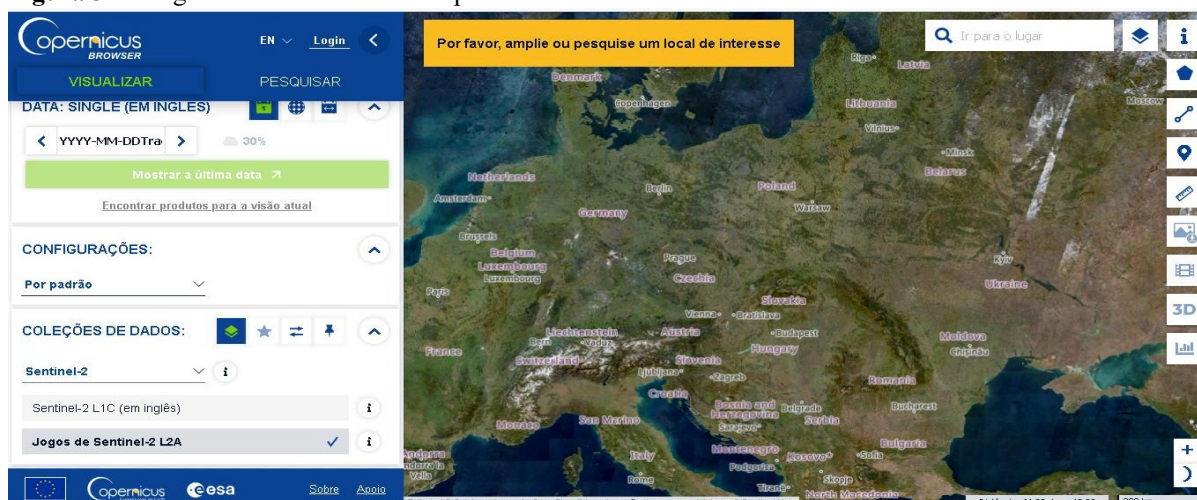 Copernicus
BROWSER
EN
Login
VISUALIZAR
PESQUISAR
DATA: SINGLE (EM INGLÊS)
YYYY-MM-DDTra
30%
Mostrar a última data
Encontrar produtos para a visão atual
CONFIGURAÇÕES:
Por padrão
COLEÇÕES DE DADOS:
Sentinel-2
Sentinel-2 L1C (em inglês)
Jogos de Sentinel-2 L2A
Copernicus
esa
Sobre
Apoio
Por favor, amplie ou pesquise um local de interesse
Ir para o lugar
3D
Riga
Latvia
Denmark
Copenhagen
Lithuania
Moscow
Vilnius
Minsk
Belarus
Netherlands
Amsterdam
Berlin
Poland
Warsaw
Germany
Brussels
Belgium
Luxembourg
Luxembourg
Prague
Czechia
Kyiv
Ukraine
Paris
Slovakia
Vienna
Bratislava
Liechtenstein
Bern
Vaduz
Austria
Budapest
Moldova
France
Switzerland
Slovenia
Hungary
Chișinău
Ljubljana
Zagreb
Romania
Croatia
Bosnia and
Herzegovina
Belgrade
Serbia
Bucharest
Monaco
San Marino
Sarajevo
Bulgaria
Andorra
Andorra la
Vella
Italy
Montenegro
Kosovo*
Sofia
Podgorica
Rome
Skopje
Tirana
North Macedonia